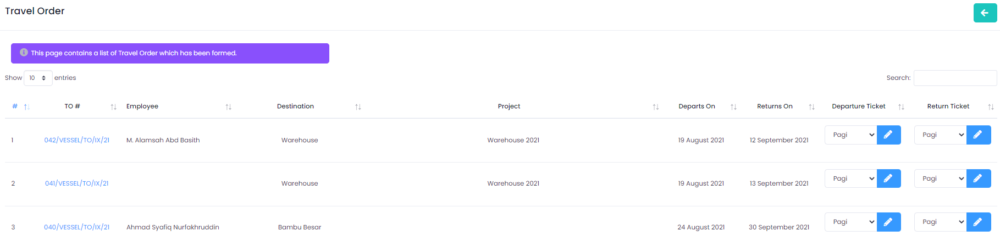 Travel Order
This page contains a list of Travel Order which has been formed.
Show 10 entries
Search:
# TO # Employee Destination Project Departs On Returns On Departure Ticket Return Ticket
1 042/VESSEL/TO/IX/21 M. Alamsah Abd Basith Warehouse Warehouse 2021 19 August 2021 12 September 2021 Pagi Pagi
2 041/VESSEL/TO/IX/21 Warehouse Warehouse 2021 19 August 2021 13 September 2021 Pagi Pagi
3 040/VESSEL/TO/IX/21 Ahmad Syafiq Nurfakhruddin Bambu Besar 24 August 2021 30 September 2021 Pagi Pagi